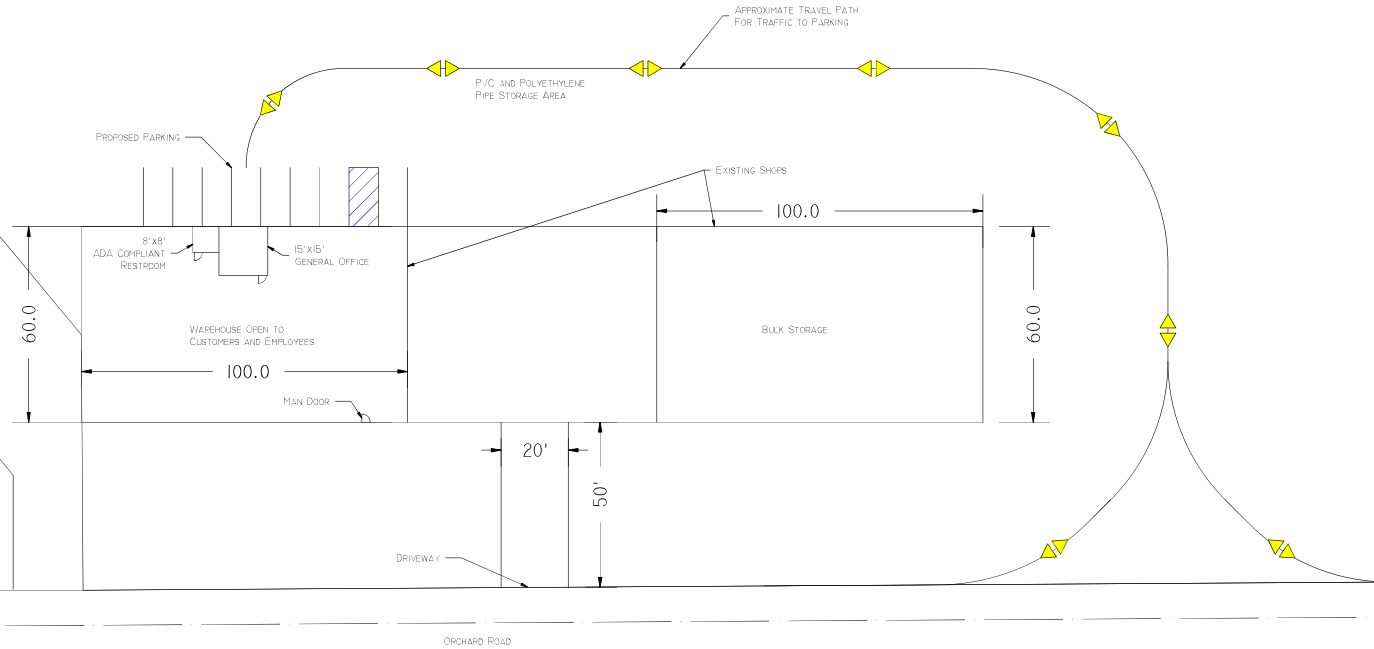 Approximate Travel Path
For Traffic to Parking
PVC and Polyethylene
Pipe Storage Area
Proposed Parking
Existing Shops
100.0
8'x8'
ADA Compliant
Restroom
15'x15'
General Office
60.0
60.0
Warehouse Open to
Customers and Employees
Bulk Storage
100.0
Man Door
20'
50'
Driveway
Orchard Road